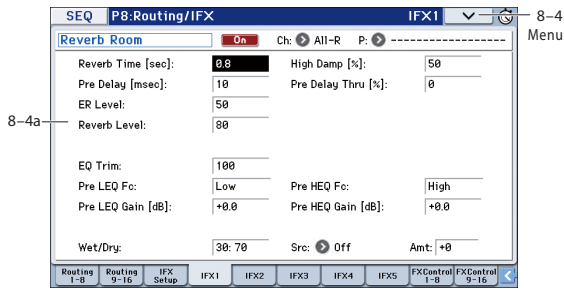 SEQ P8:Routing/IFX IFX1 8–4
Menu
Reverb Room On Ch: All-R P: --------------------
Reverb Time [sec]: 0.8 High Damp [%]: 50
Pre Delay [msec]: 10 Pre Delay Thru [%]: 0
ER Level: 50
8–4a Reverb Level: 80
EQ Trim: 100
Pre LEQ Fc: Low Pre HEQ Fc: High
Pre LEQ Gain [dB]: +0.0 Pre HEQ Gain [dB]: +0.0
Wet/Dry: 30: 70 Src: Off Amt: +0
Routing 1-8 Routing 9-16 IFX Setup IFX1 IFX2 IFX3 IFX4 IFX5 FXControl 1-8 FXControl 9-16